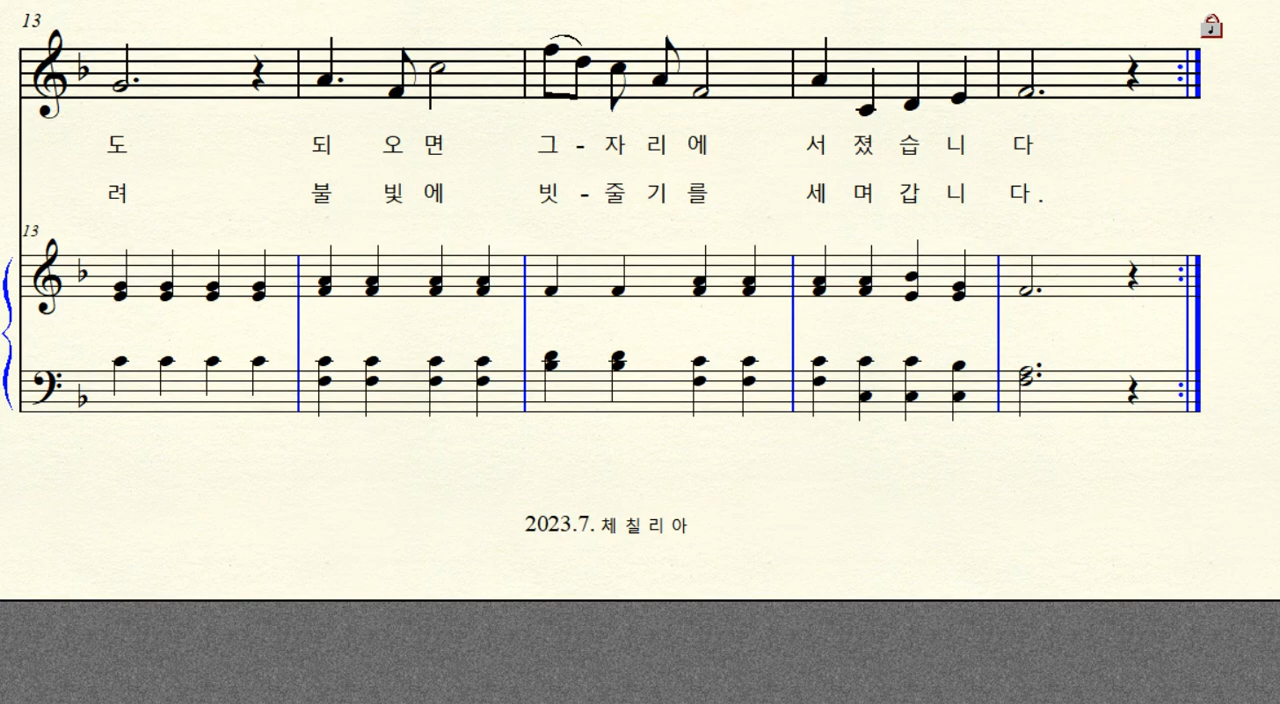 13
도 되 오 면 그 - 자 리 에 서 졌 습 니 다
려 불 빛 에 빗 - 줄 기 를 세 며 갑 니 다 .
13
2023.7. 체 칠 리 아